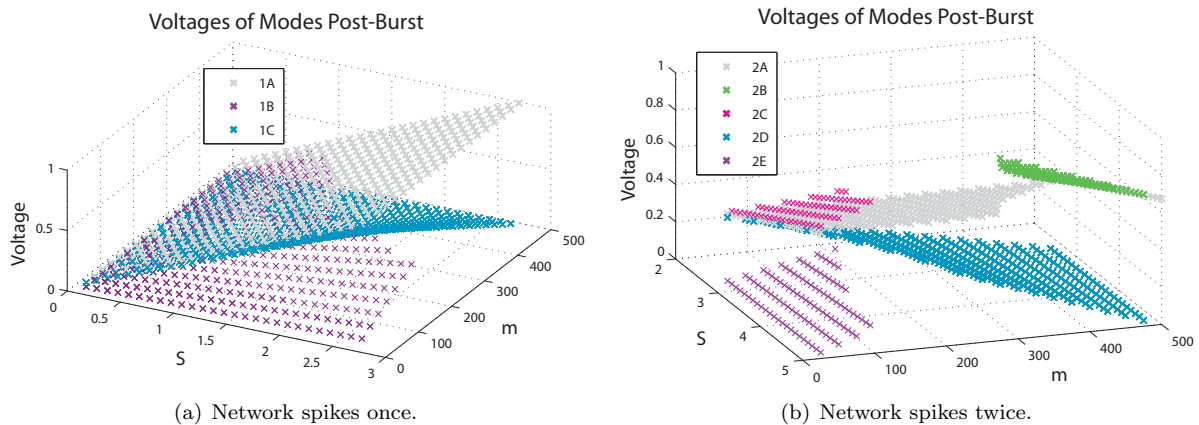 Voltages of Modes Post-Burst
1A
1B
1C
1
0.5
0
Voltage
0
0.5
1
1.5
2
2.5
3
S
0
100
200
300
400
500
m
(a) Network spikes once.
Voltages of Modes Post-Burst
2A
2B
2C
2D
2E
1
0.8
0.6
0.4
0.2
0
Voltage
2
3
4
5
S
0
100
200
300
400
500
m
(b) Network spikes twice.